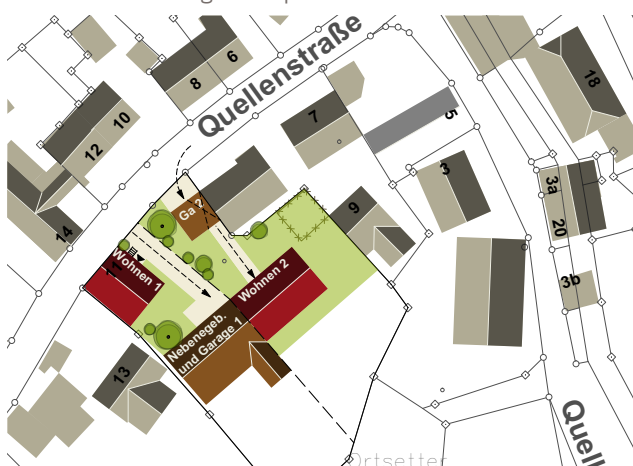 Quellenstraße
6
8
18
10
7
5
12
3
3a
Ga 2
9
20
14
Wohnen 1
11
Wohnen 2
3b
Nebenegeb.
und Garage 1
13
Quell
Ortsetter